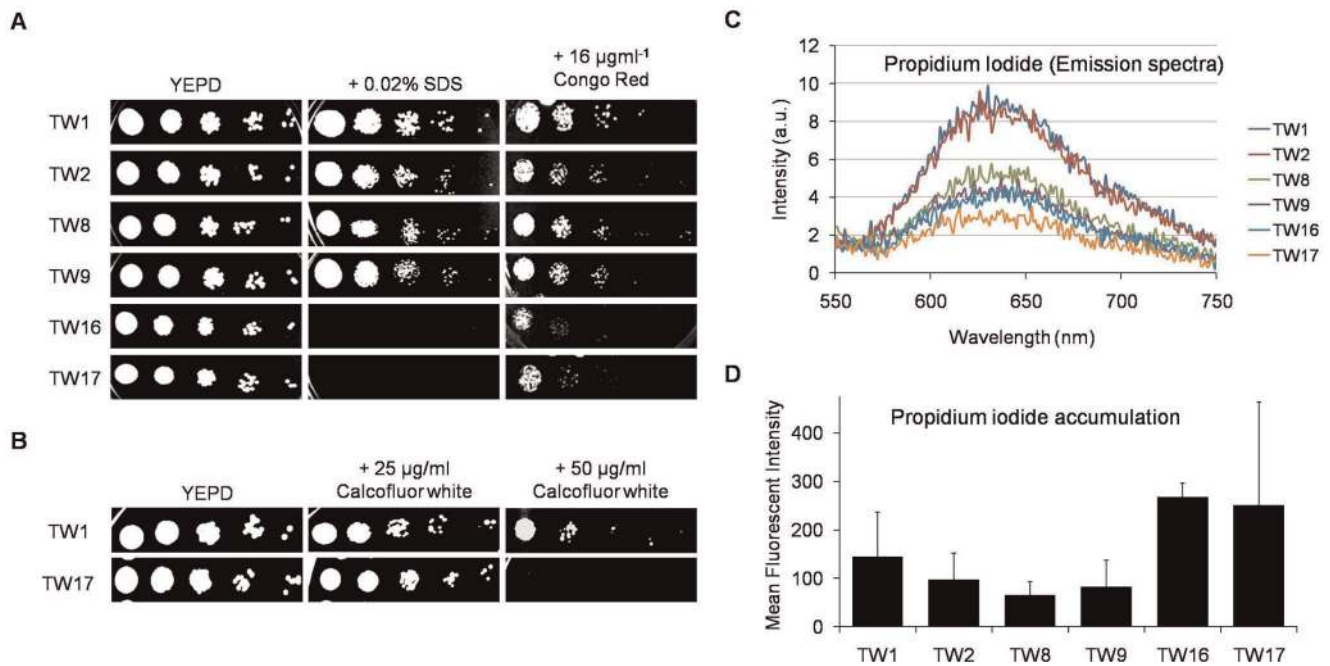 A
YEPD
+ 0.02% SDS
+ 16 µgml-1
Congo Red
TW1
TW2
TW8
TW9
TW16
TW17
B
YEPD
+ 25 µg/ml
Calcofluor white
+ 50 µg/ml
Calcofluor white
TW1
TW17
C
Propidium Iodide (Emission spectra)
Intensity (a.u.)
12
10
8
6
4
2
0
550
600
650
700
750
Wavelength (nm)
TW1
TW2
TW8
TW9
TW16
TW17
D
Propidium iodide accumulation
Mean Fluorescent Intensity
400
300
200
100
0
TW1
TW2
TW8
TW9
TW16
TW17